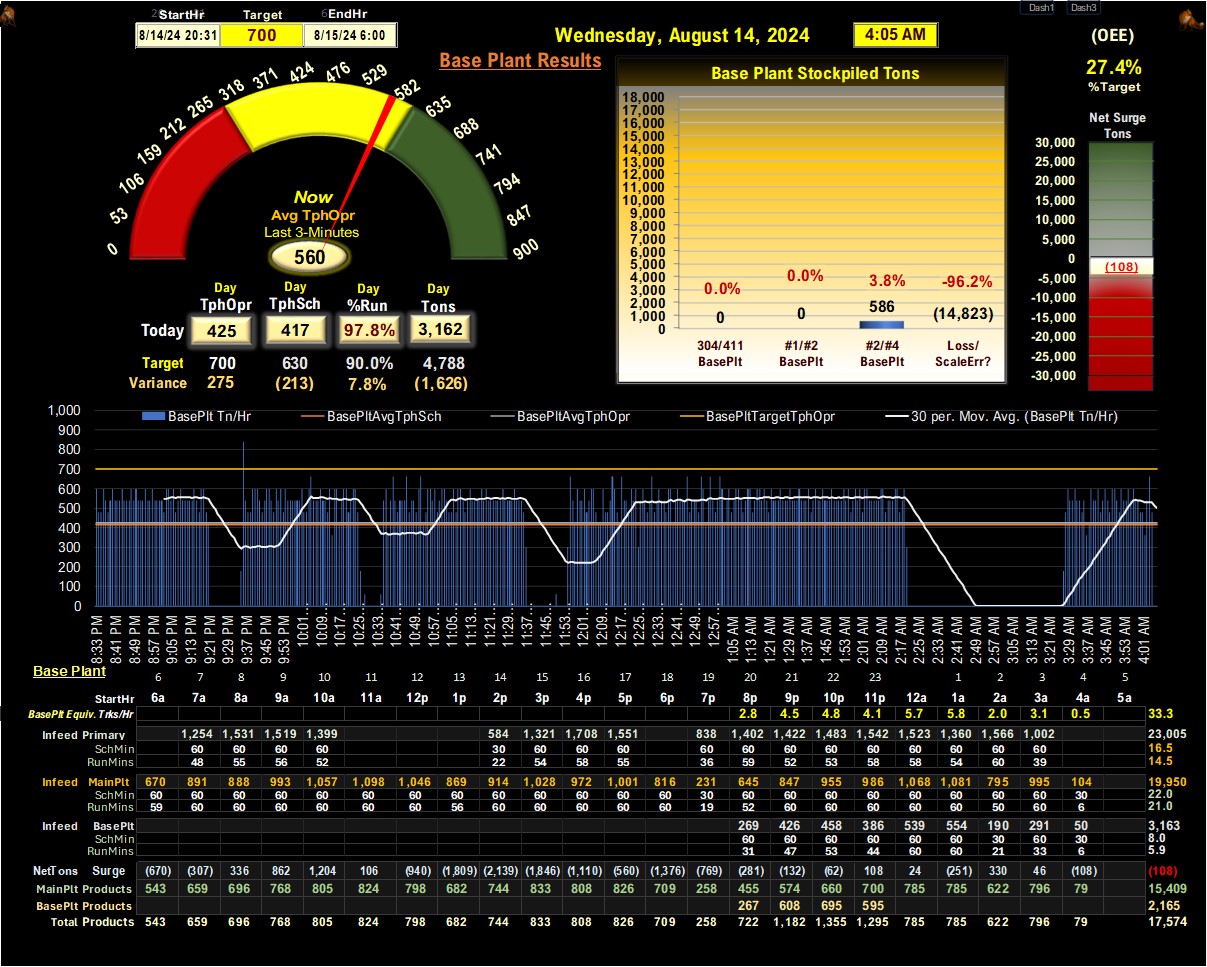 StartHr Target EndHr
8/14/24 20:31 700 8/15/24 6:00
Wednesday, August 14, 2024 4:05 AM
Dash1 Dash3
(OEE)
27.4%
%Target
Base Plant Results
0 53 106 159 212 265 318 371 424 476 529 582 635 688 741 794 847 900
Now
Avg TphOpr
Last 3-Minutes
560
Day Day Day Day
TphOpr TphSch %Run Tons
Today 425 417 97.8% 3,162
Target 700 630 90.0% 4,788
Variance 275 (213) 7.8% (1,626)
Base Plant Stockpiled Tons
18,000
17,000
16,000
15,000
14,000
13,000
12,000
11,000
10,000
9,000
8,000
7,000
6,000
5,000
4,000
3,000
2,000
1,000
0
0.0% 0.0% 3.8% -96.2%
0 0 586 (14,823)
304/411 #1/#2 #2/#4 Loss/
BasePlt BasePlt BasePlt ScaleErr?
Net Surge
Tons
30,000
25,000
20,000
15,000
10,000
5,000
0
(108)
-5,000
-10,000
-15,000
-20,000
-25,000
-30,000
BasePlt Tn/Hr BasePltAvgTphSch BasePltAvgTphOpr BasePltTargetTphOpr 30 per. Mov. Avg. (BasePlt Tn/Hr)
1,000
900
800
700
600
500
400
300
200
100
0
8:33 PM 8:41 PM 8:49 PM 8:57 PM 9:05 PM 9:13 PM 9:21 PM 9:29 PM 9:37 PM 9:45 PM 9:53 PM 10:01… 10:09… 10:17… 10:25… 10:33… 10:41… 10:49… 10:57… 11:05… 11:13… 11:21… 11:29… 11:37… 11:45… 11:53… 12:01… 12:09… 12:17… 12:25… 12:33… 12:41… 12:49… 12:57… 1:05 AM 1:13 AM 1:21 AM 1:29 AM 1:37 AM 1:45 AM 1:53 AM 2:01 AM 2:09 AM 2:17 AM 2:25 AM 2:33 AM 2:41 AM 2:49 AM 2:57 AM 3:05 AM 3:13 AM 3:21 AM 3:29 AM 3:37 AM 3:45 AM 3:53 AM 4:01 AM
Base Plant
6 7 8 9 10 11 12 13 14 15 16 17 18 19 20 21 22 23 1 2 3 4 5
StartHr 6a 7a 8a 9a 10a 11a 12p 1p 2p 3p 4p 5p 6p 7p 8p 9p 10p 11p 12a 1a 2a 3a 4a 5a
BasePlt Equiv. Trks/Hr 2.8 4.5 4.8 4.1 5.7 5.8 2.0 3.1 0.5 33.3
Infeed Primary 1,254 1,531 1,519 1,399 584 1,321 1,708 1,551 838 1,402 1,422 1,483 1,542 1,523 1,360 1,566 1,002 23,005
SchMin 60 60 60 60 30 60 60 60 60 60 60 60 60 60 60 60 60 16.5
RunMins 48 55 56 52 22 54 58 55 36 59 52 53 58 58 54 60 39 14.5
Infeed MainPlt 670 891 888 993 1,057 1,098 1,046 869 914 1,028 972 1,001 816 231 645 847 955 986 1,068 1,081 795 995 104 19,950
SchMin 60 60 60 60 60 60 60 60 60 60 60 60 60 30 60 60 60 60 60 60 60 60 30 22.0
RunMins 59 60 60 60 60 60 60 56 60 60 60 60 60 19 52 60 60 60 60 60 50 60 6 21.0
Infeed BasePlt 269 426 458 386 539 554 190 291 50 3,163
SchMin 60 60 60 60 60 60 30 60 30 8.0
RunMins 31 47 53 44 60 60 21 33 6 5.9
NetTons Surge (670) (307) 336 862 1,204 106 (940) (1,809) (2,139) (1,846) (1,110) (560) (1,376) (769) (281) (132) (62) 108 24 (251) 330 46 (108) (108)
MainPlt Products 543 659 696 768 805 824 798 682 744 833 808 826 709 258 455 574 660 700 785 785 622 796 79 15,409
BasePlt Products 267 608 695 595 2,165
Total Products 543 659 696 768 805 824 798 682 744 833 808 826 709 258 722 1,182 1,355 1,295 785 785 622 796 79 17,574